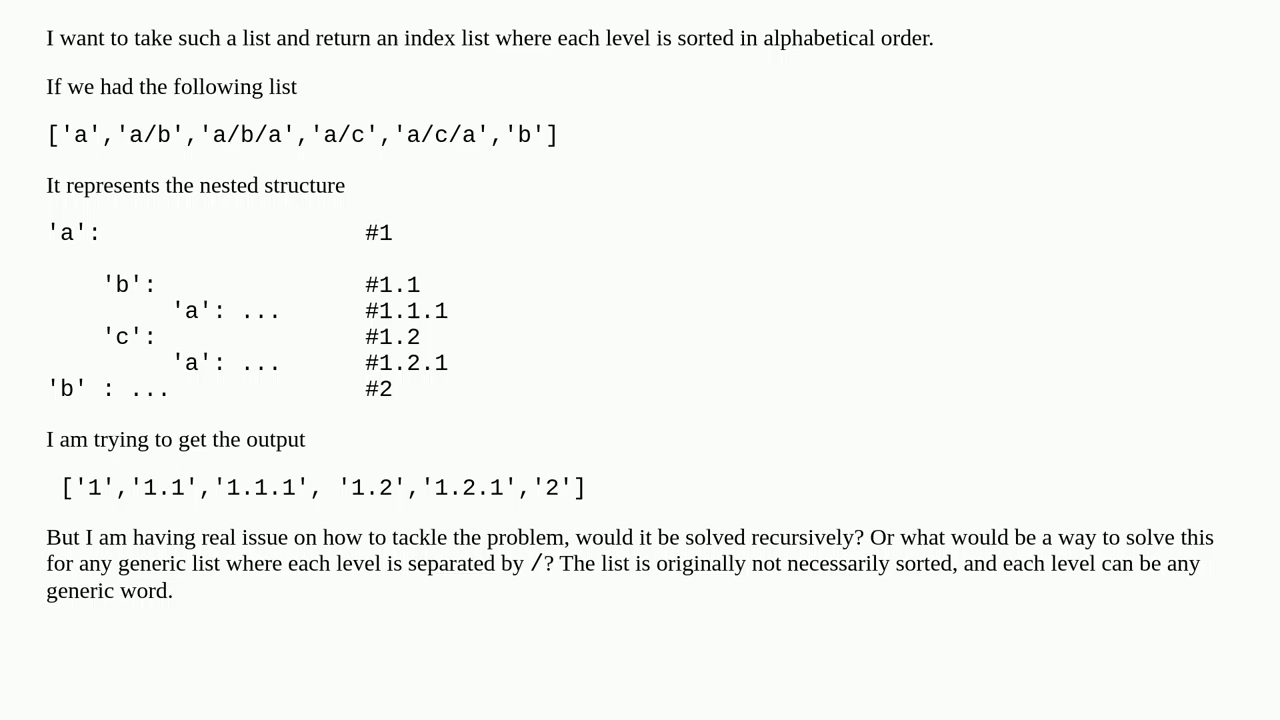 I want to take such a list and return an index list where each level is sorted in alphabetical order.
If we had the following list
['a','a/b','a/b/a','a/c','a/c/a','b']
It represents the nested structure
'a':                   #1
    'b':               #1.1
         'a': ...      #1.1.1
    'c':               #1.2
         'a': ...      #1.2.1
'b' : ...              #2
I am trying to get the output
 ['1','1.1','1.1.1', '1.2','1.2.1','2']
But I am having real issue on how to tackle the problem, would it be solved recursively? Or what would be a way to solve this
for any generic list where each level is separated by /? The list is originally not necessarily sorted, and each level can be any
generic word.